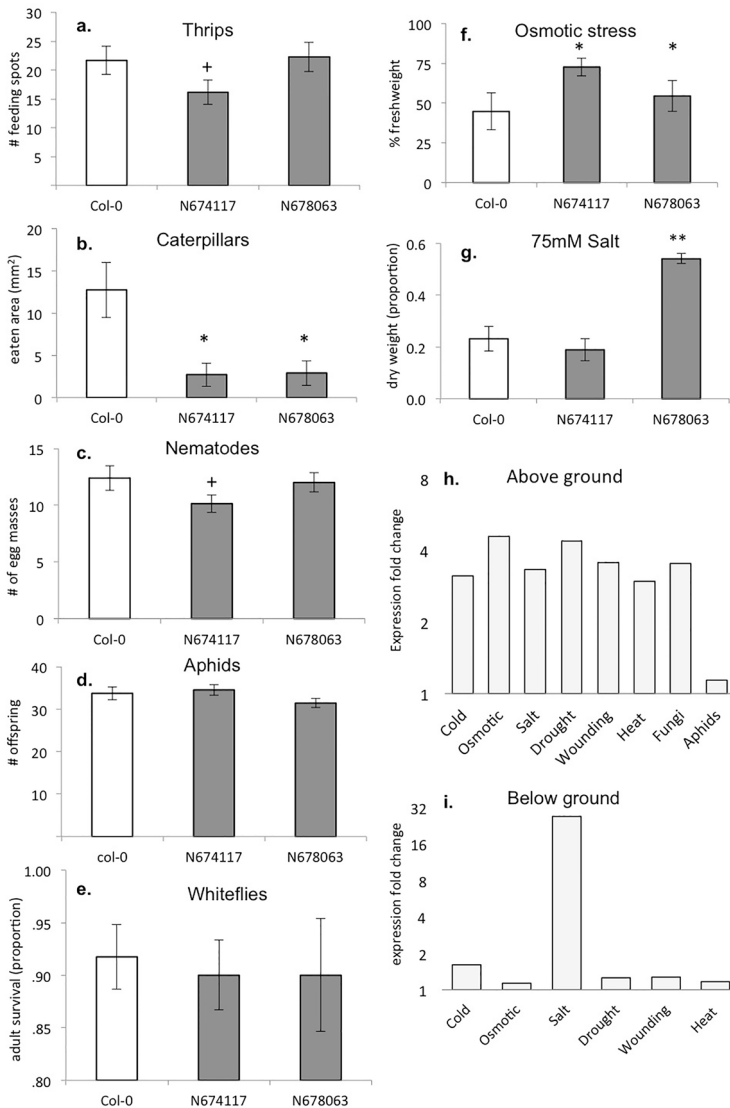 a. Thrips
# feeding spots
30
25
20
15
10
5
+
Col-0 N674117 N678063
b. Caterpillars
eaten area (mm²)
20
15
10
5
0
* *
Col-0 N674117 N678063
c. Nematodes
# of egg masses
15
10
5
0
+
Col-0 N674117 N678063
d. Aphids
# offspring
40
30
20
10
col-0 N674117 N678063
e. Whiteflies
adult survival (proportion)
1.00
.95
.90
.85
.80
Col-0 N674117 N678063
f. Osmotic stress
% freshweight
100
75
50
25
0
* *
Col-0 N674117 N678063
g. 75mM Salt
dry weight (proportion)
0.6
0.4
0.2
0.0
**
Col-0 N674117 N678063
h. Above ground
Expression fold change
8
4
2
1
Cold Osmotic Salt Drought Wounding Heat Fungi Aphids
i. Below ground
expression fold change
32
16
8
4
2
1
Cold Osmotic Salt Drought Wounding Heat